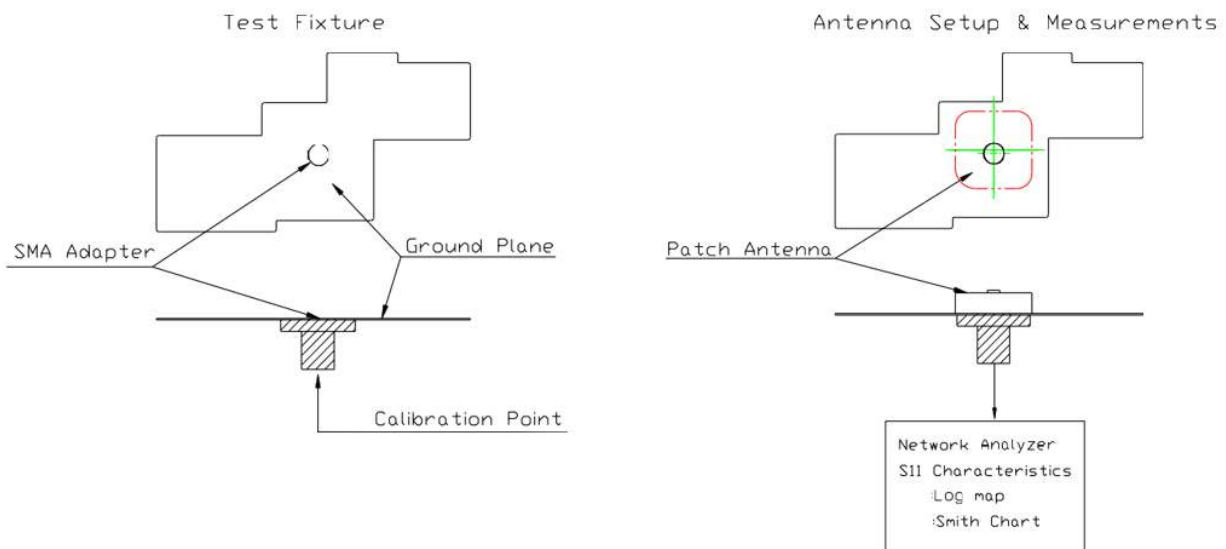 Test Fixture
Antenna Setup & Measurements
SMA Adapter
Ground Plane
Patch Antenna
Calibration Point
Network Analyzer
S11 Characteristics
:Log map
:Smith Chart